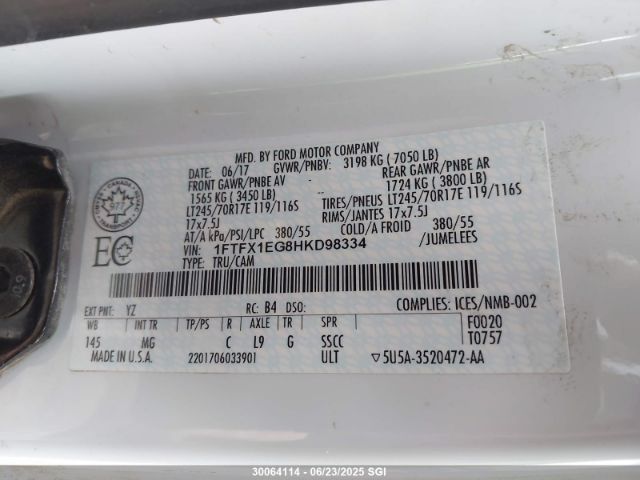 MFD. BY FORD MOTOR COMPANY
DATE: 06/17 GVWR/PNBV: 3198 KG ( 7050 LB)
FRONT GAWR/PNBE AV - REAR GAWR/PNBE AR
1565 KG ( 3450 LB) 1724 KG ( 3800 LB)
LT245/70R17E 119/116S TIRES/PNEUS LT245/70R17E 119/116S
17x7.5J RIMS/JANTES 17x7.5J
AT/A kPa/PSI/LPC 380/55 COLD/A FROID 380/55
VIN: 1FTFX1EG8HKD98334 /JUMELEES
TYPE: TRU/CAM
CANADA
TRANSPORT
EC
EXT PNT: YZ RC: B4 DSO: COMPLIES: ICES/NMB-002
WB INT TR TP/PS R AXLE TR SPR F0020
145 MG C L9 G SSCC T0757
MADE IN U.S.A. 2201706033901 ULT ▽5U5A-3520472-AA
30064114 - 06/23/2025 SGI